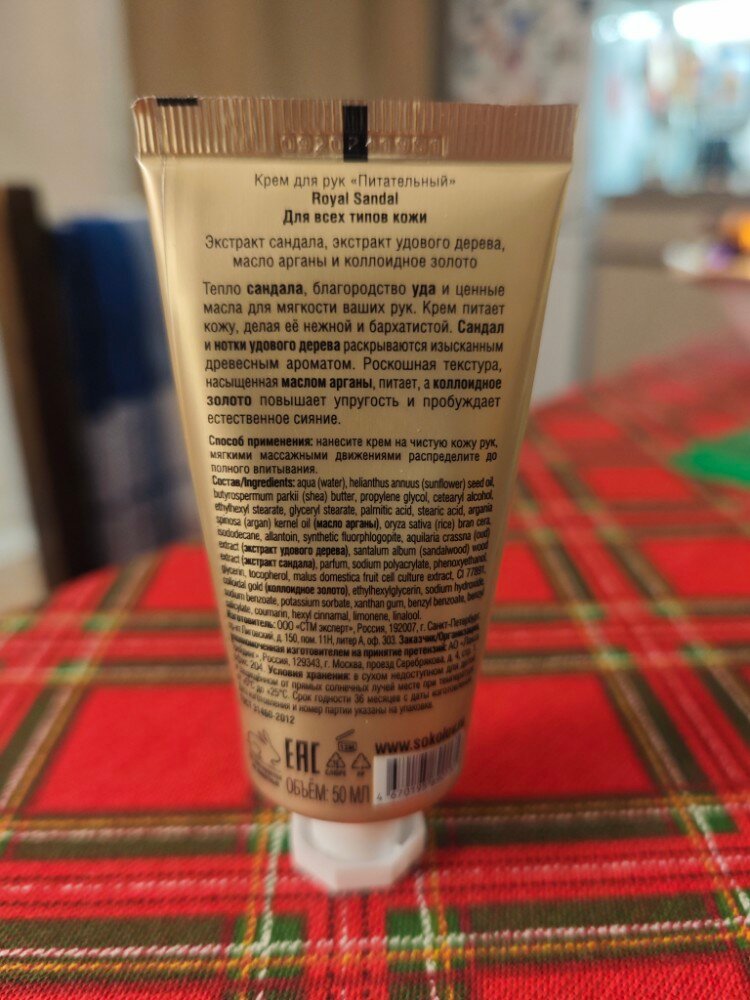 Крем для рук «Питательный»
Royal Sandal
Для всех типов кожи
Экстракт сандала, экстракт удового дерева,
масло арганы и коллоидное золото
Тепло сандала, благородство уда и ценные
масла для мягкости ваших рук. Крем питает
кожу, делая её нежной и бархатистой. Сандал
и нотки удового дерева раскрываются изысканным
древесным ароматом. Роскошная текстура,
насыщенная маслом арганы, питает, а коллоидное
золото повышает упругость и пробуждает
естественное сияние.
Способ применения: нанесите крем на чистую кожу рук,
мягкими массажными движениями распределите до
полного впитывания.
Состав/Ingredients: aqua (water), helianthus annuus (sunflower) seed oil,
butyrospermum parkii (shea) butter, propylene glycol, cetearyl alcohol,
ethylhexyl stearate, glyceryl stearate, palmitic acid, stearic acid, argania
spinosa (argan) kernel oil (масло арганы), oryza sativa (rice) bran cera,
isododecane, allantoin, synthetic fluorphlogopite, aquilaria crassna (oud)
extract (экстракт удового дерева), santalum album (sandalwood) wood
extract (экстракт сандала), parfum, sodium polyacrylate, phenoxyethanol,
glycerin, tocopherol, malus domestica fruit cell culture extract, CI 77891,
colloidal gold (коллоидное золото), ethylhexylglycerin, sodium hydroxide,
sodium benzoate, potassium sorbate, xanthan gum, benzyl benzoate, benzyl
salicylate, coumarin, hexyl cinnamal, limonene, linalool.
Изготовитель: ООО «СТМ эксперт», Россия, 192007, г. Санкт-Петербург,
Лиговский, д. 150, пом. 11Н, литер А, оф. 303. Заказчик/Организация,
уполномоченная изготовителем на принятие претензий: АО
Россия, 129343, г. Москва, проезд Серебрякова, д. 4, стр.
204 Условия хранения: в сухом недоступном для детей
от прямых солнечных лучей месте при температуре
до +25°С. Срок годности 36 месяцев с даты изготовления.
изготовления и номер партии указаны на упаковке.
31460-2012
EAC
www.sokolov.ru
ОБЪЁМ: 50 МЛ